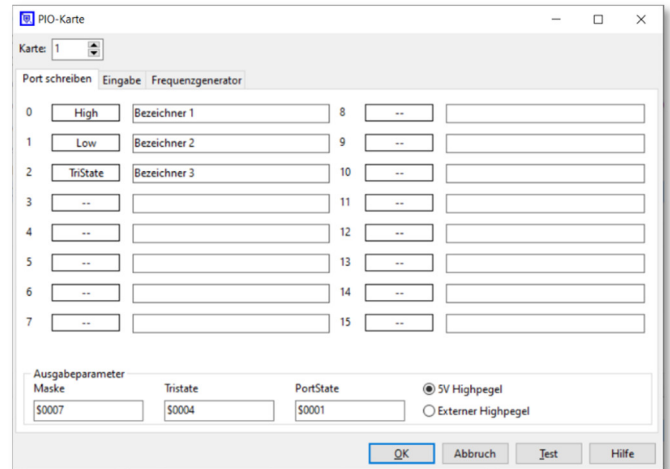 PIO-Karte
Karte: 1
Port schreiben Eingabe Frequenzgenerator
0 High Bezeichner 1 8 --
1 Low Bezeichner 2 9 --
2 TriState Bezeichner 3 10 --
3 -- 11 --
4 -- 12 --
5 -- 13 --
6 -- 14 --
7 -- 15 --
Ausgabeparameter
Maske Tristate PortState 5V Highpegel
$0007 $0004 $0001 Externer Highpegel
OK Abbruch Test Hilfe